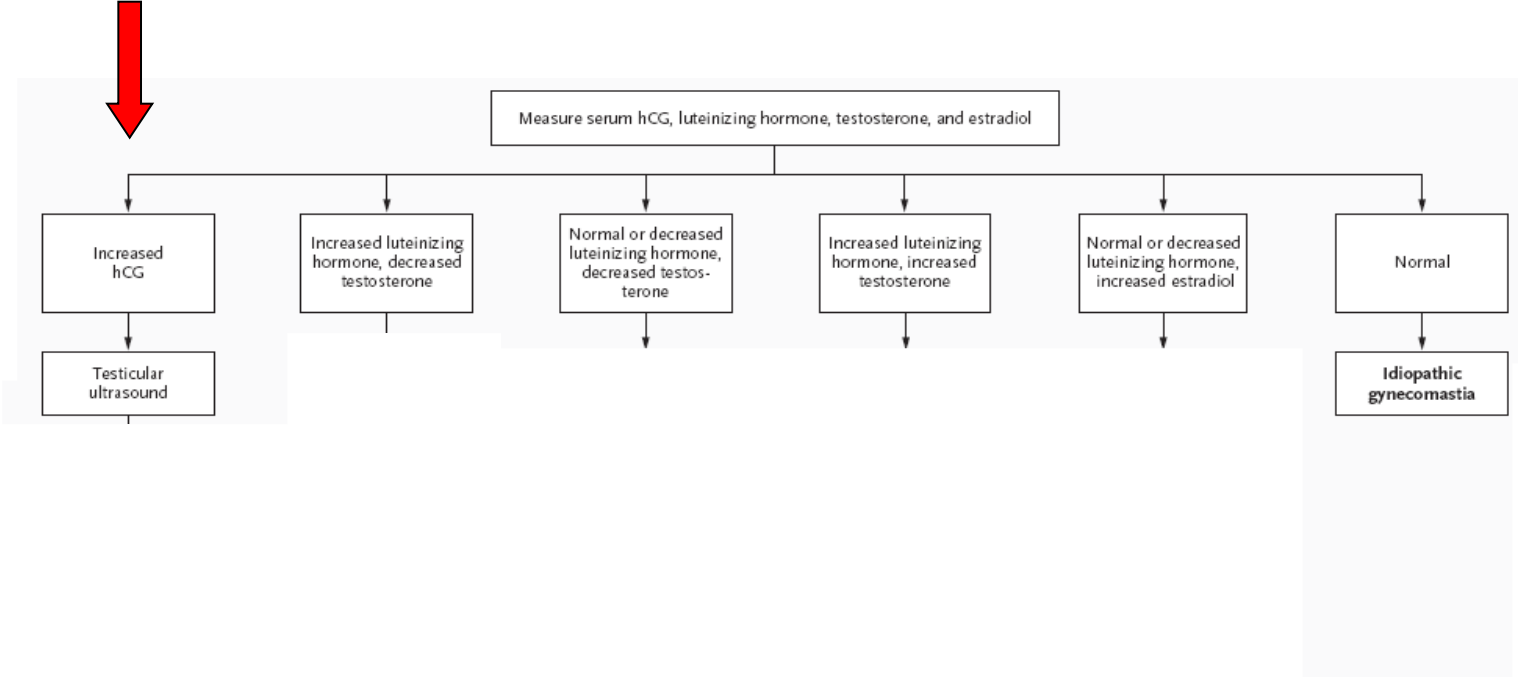 Measure serum hCG, luteinizing hormone, testosterone, and estradiol
Increased
hCG
Increased luteinizing
hormone, decreased
testosterone
Normal or decreased
luteinizing hormone,
decreased testos-
terone
Increased luteinizing
hormone, increased
testosterone
Normal or decreased
luteinizing hormone,
increased estradiol
Normal
Testicular
ultrasound
Idiopathic
gynecomastia